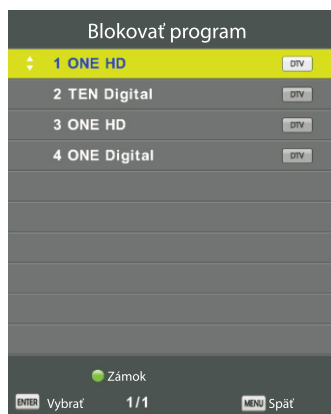 Blokovať program
1 ONE HD DTV
2 TEN Digital DTV
3 ONE HD DTV
4 ONE Digital DTV
Zámok
ENTER Vybrať 1/1 MENU Späť